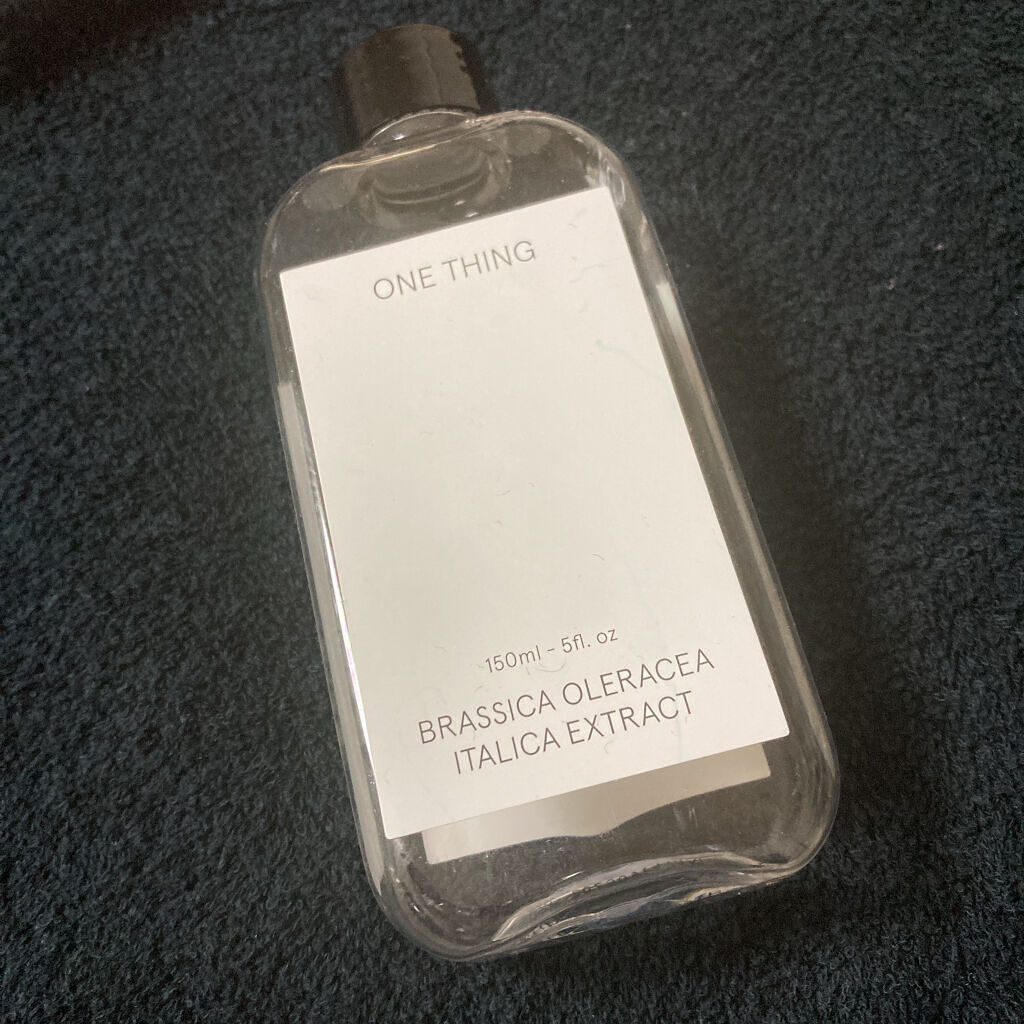 ONE THING
150ml - 5fl. oz
BRASSICA OLERACEA
ITALICA EXTRACT